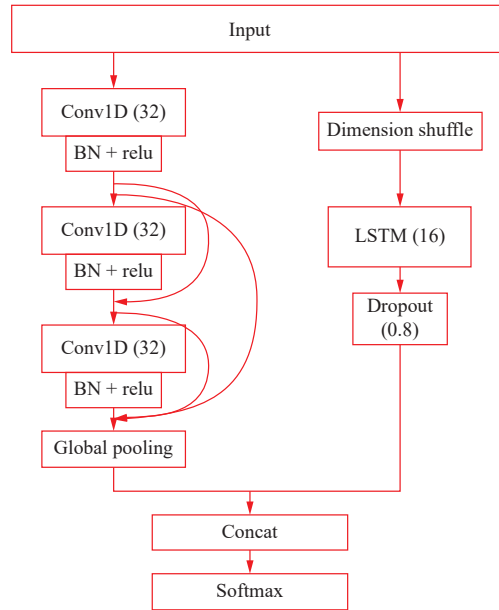 Input
Conv1D (32)
BN + relu
Conv1D (32)
BN + relu
Conv1D (32)
BN + relu
Global pooling
Dimension shuffle
LSTM (16)
Dropout
(0.8)
Concat
Softmax